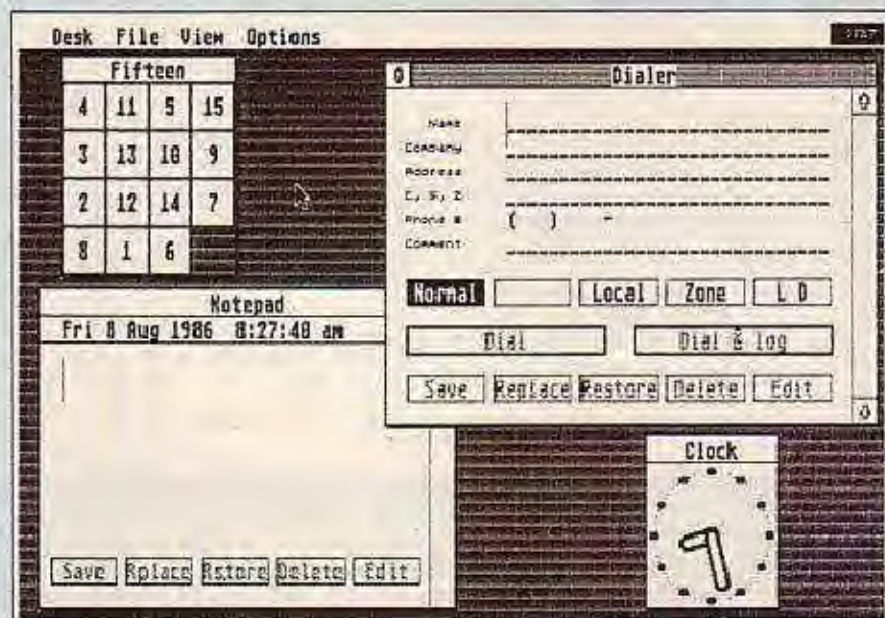 Desk File View Options
Fifteen
4 11 5 15
3 13 10 9
2 12 14 7
8 1 6
Dialer
Name
Company
Address
C, S, Z
Phone #
( ) -
Comment
Normal Local Zone L D
Dial Dial & log
Save Replace Restore Delete Edit
Notepad
Fri 8 Aug 1986 8:27:40 am
Save Rplace Rstore Delete Edit
Clock